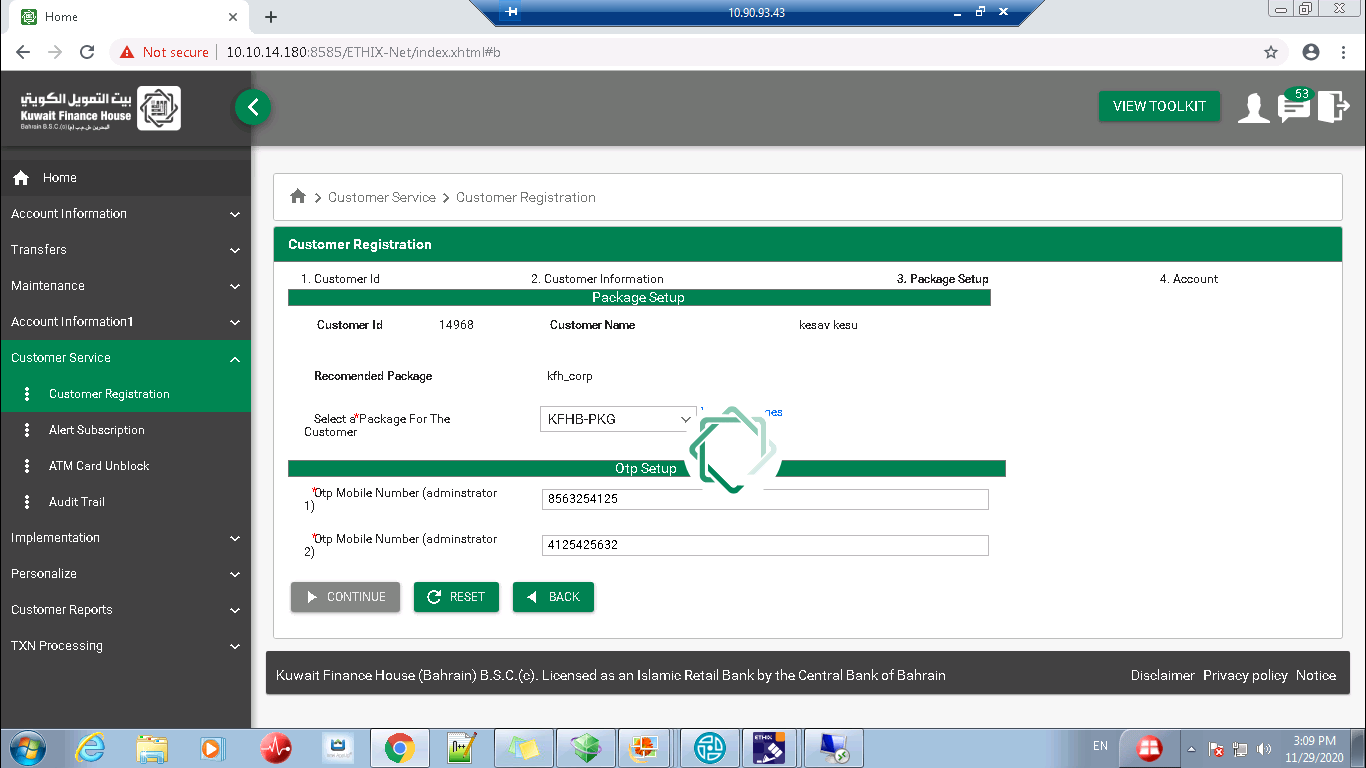 Home
10.90.93.43
Not secure
10.10.14.180:8585/ETHIX-Net/index.xhtml#b
بيت التمويل الكويتي
Kuwait Finance House
Bahrain B.S.C.(c)
VIEW TOOLKIT
53
Home
Account Information
Transfers
Maintenance
Account Information1
Customer Service
Customer Registration
Alert Subscription
ATM Card Unblock
Audit Trail
Implementation
Personalize
Customer Reports
TXN Processing
Customer Service
Customer Registration
Customer Registration
1. Customer Id
2. Customer Information
3. Package Setup
4. Account
Package Setup
Customer Id
14968
Customer Name
kesav kesu
Recomended Package
kfh_corp
Select a*Package For The
Customer
KFHB-PKG
Otp Setup
*Otp Mobile Number (adminstrator
1)
8563254125
*Otp Mobile Number (adminstrator
2)
4125425632
CONTINUE
RESET
BACK
Kuwait Finance House (Bahrain) B.S.C.(c). Licensed as an Islamic Retail Bank by the Central Bank of Bahrain
Disclaimer Privacy policy Notice
EN
3:09 PM
11/29/2020